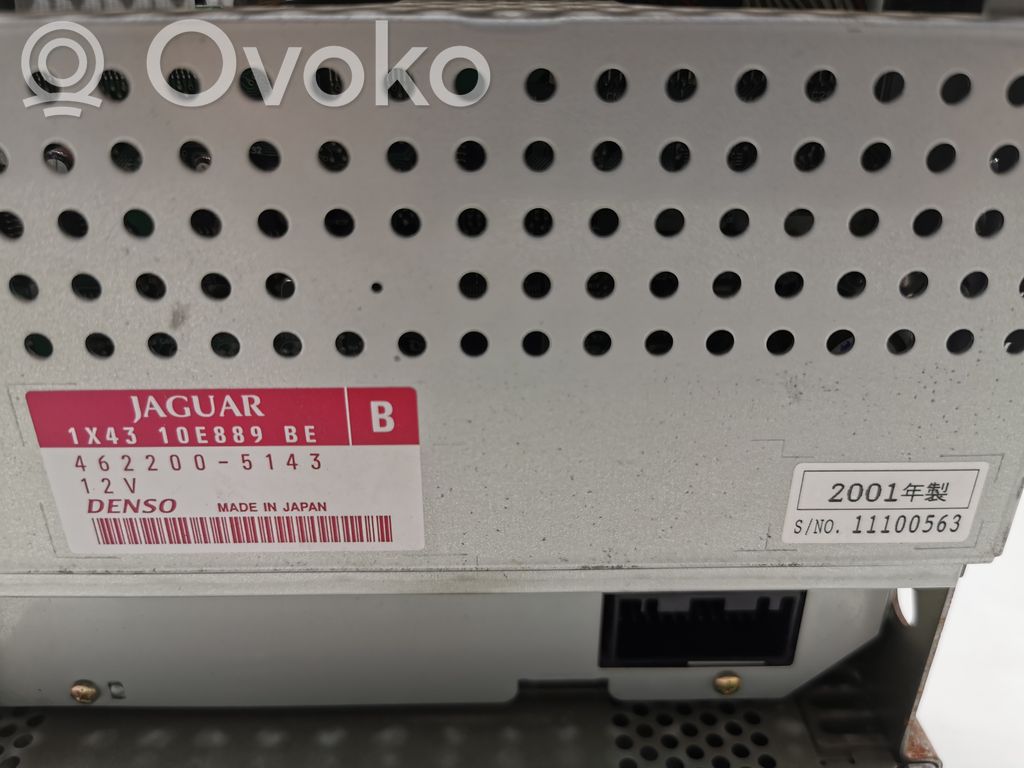 Ovoko
JAGUAR
B
1X43 10E889 BE
462200-5143
12V
DENSO MADE IN JAPAN
2001年製
S/NO. 11100563